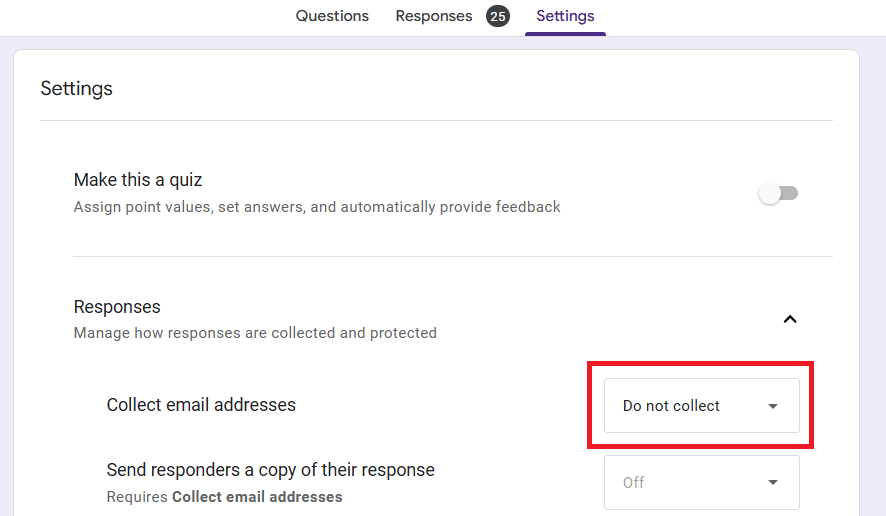 Questions Responses 25 Settings
Settings
Make this a quiz
Assign point values, set answers, and automatically provide feedback
Responses
Manage how responses are collected and protected
Collect email addresses Do not collect
Send responders a copy of their response
Requires Collect email addresses
Off